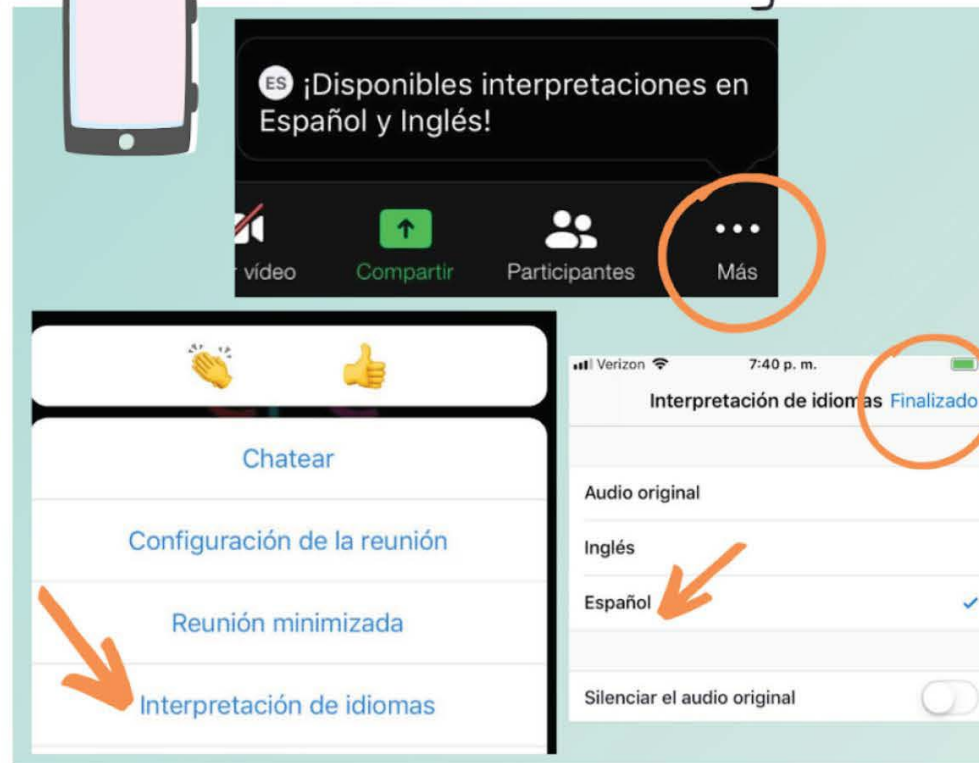 ES ¡Disponibles interpretaciones en
Español y Inglés!
vídeo
Compartir
Participantes
Más
Chatear
Configuración de la reunión
Reunión minimizada
Interpretación de idiomas
Verizon
7:40 p. m.
Interpretación de idiomas Finalizado
Audio original
Inglés
Español
Silenciar el audio original